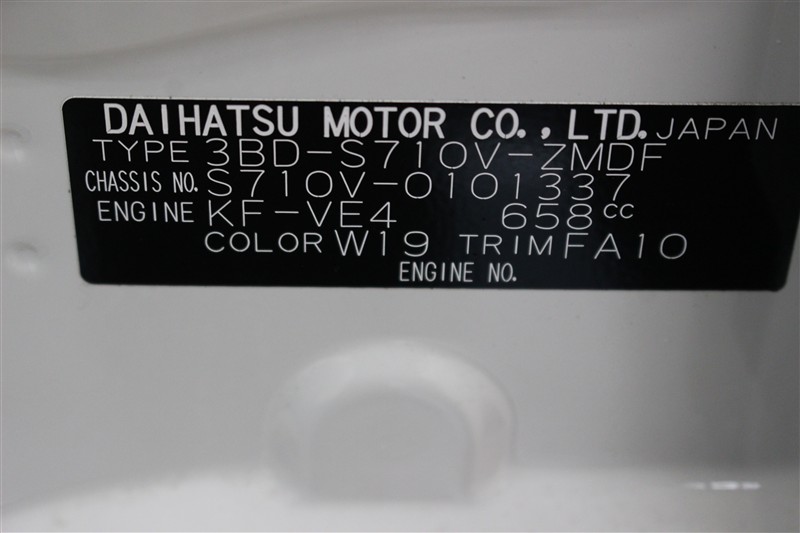 DAIHATSU MOTOR CO., LTD. JAPAN
TYPE 3BD-S710V-ZMDF
CHASSIS NO. S710V-0101337
ENGINE KF-VE4 658cc
COLOR W19 TRIM FA10
ENGINE NO.